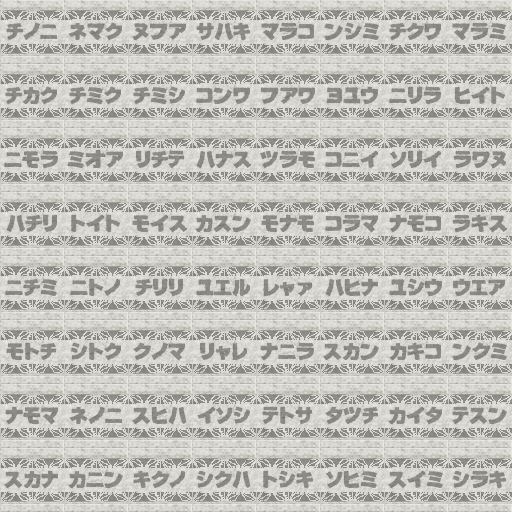 チノニ ネマク ヌフア サハキ マラコ ンシミ チクワ マラミ
チカク チミク チミシ コンワ フアワ ヨユウ ニリラ ヒイト
ニモラ ミオア リチテ ハナス ツラモ コニイ ソリイ ラワヌ
ハチリ トイト モイス カスン モナモ コラマ ナモコ ラキス
ニチミ ニトノ チリリ ユエル レャァ ハヒナ ユシウ ウエア
モトチ シトク クノマ リャレ ナニラ スカン カキコ ンクミ
ナモマ ネノニ スヒハ イソシ テトサ タツチ カイタ テスン
スカナ カニン キクノ シクハ トシキ ソヒミ スイミ シラキ